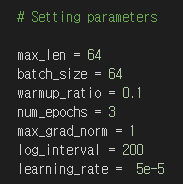 # Setting parameters
max_len = 64
batch_size = 64
warmup_ratio = 0.1
num_epochs = 3
max_grad_norm = 1
log_interval = 200
learning_rate =  5e-5